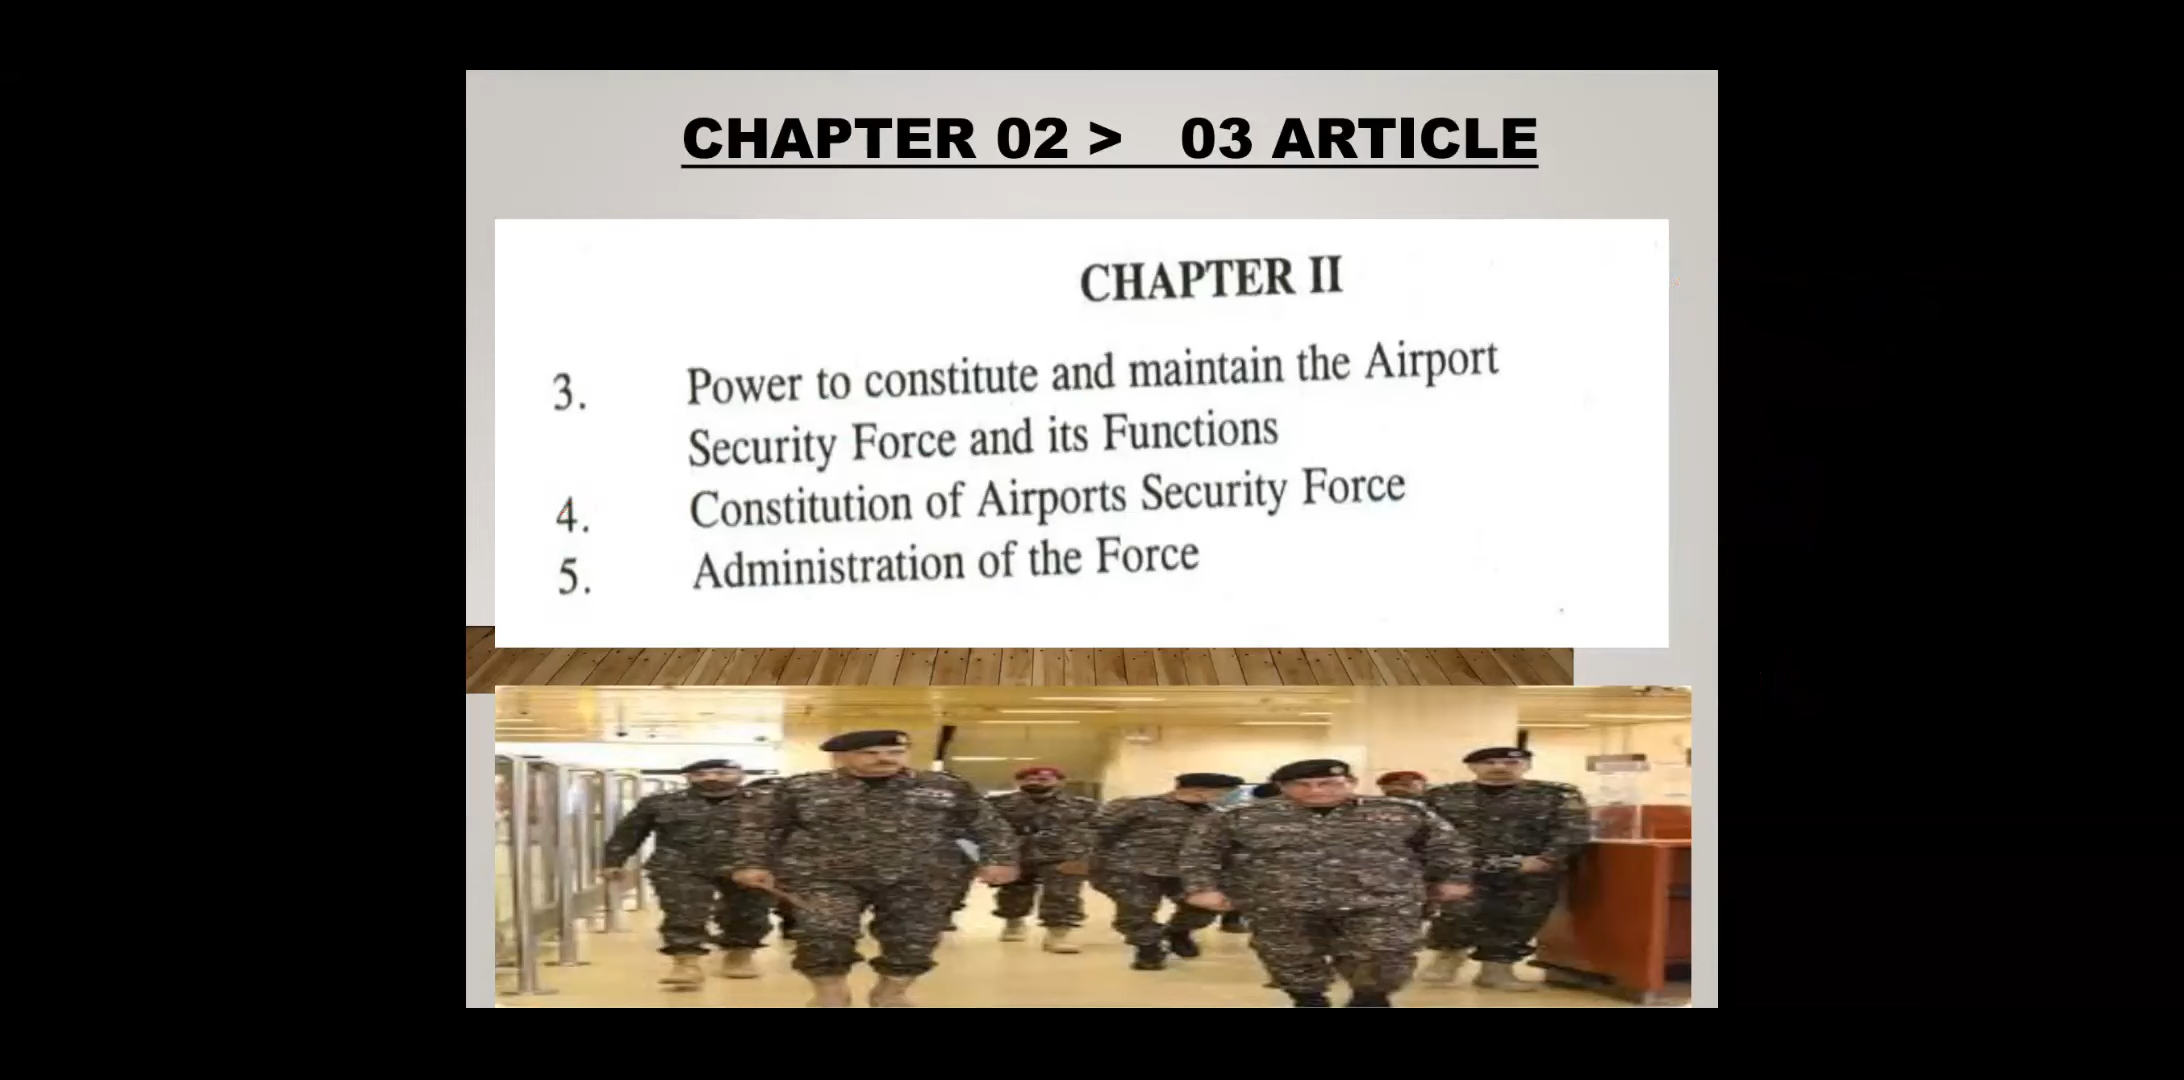 CHAPTER 02 > 03 ARTICLE
CHAPTER II
3. Power to constitute and maintain the Airport
Security Force and its Functions
4. Constitution of Airports Security Force
5. Administration of the Force